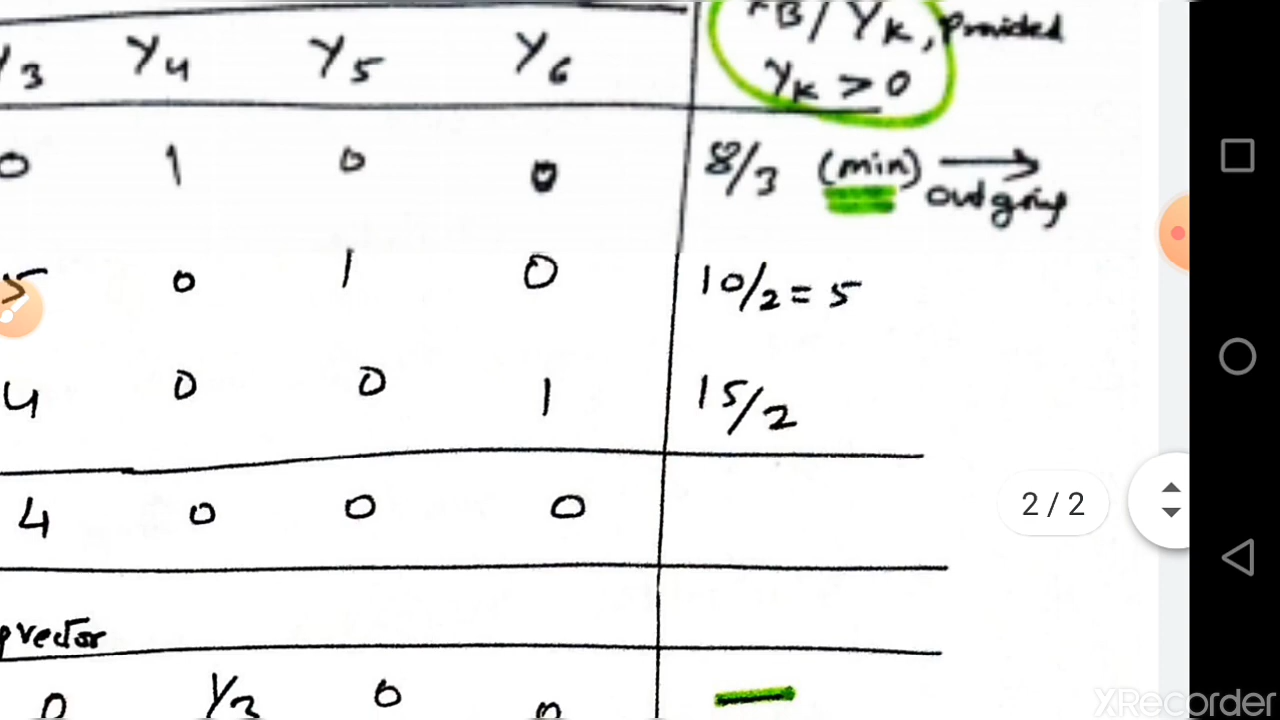 Y3 Y4 Y5 Y6 XB/YK, Provided
YK > 0
0 1 0 0 8/3 (min) →
outgoing
5 0 1 0 10/2 = 5
4 0 0 1 15/2
4 0 0 0
2 / 2
vector
0 1/3 0 0 —
XRecorder